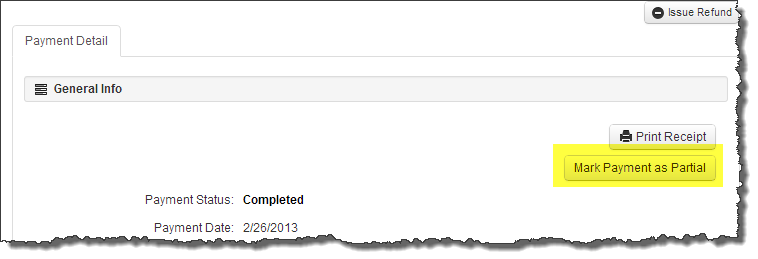 Issue Refund
Payment Detail
General Info
Print Receipt
Mark Payment as Partial
Payment Status: Completed
Payment Date: 2/26/2013